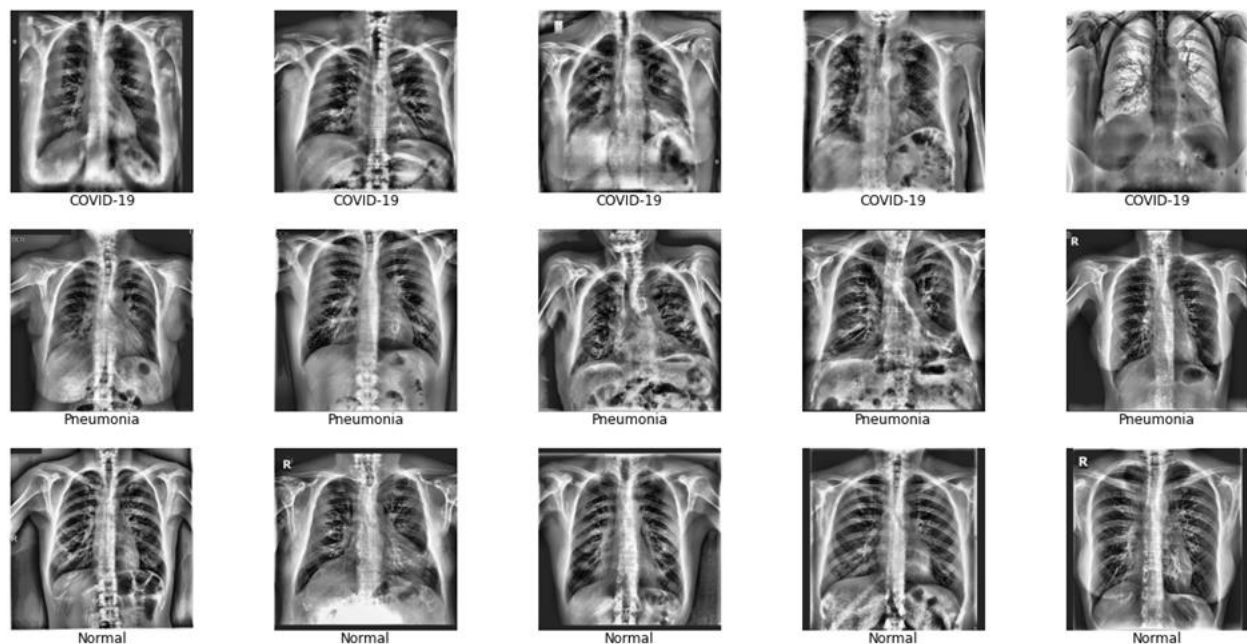 COVID-19 COVID-19 COVID-19 COVID-19 COVID-19
R
Pneumonia Pneumonia Pneumonia Pneumonia Pneumonia
R R
Normal Normal Normal Normal Normal